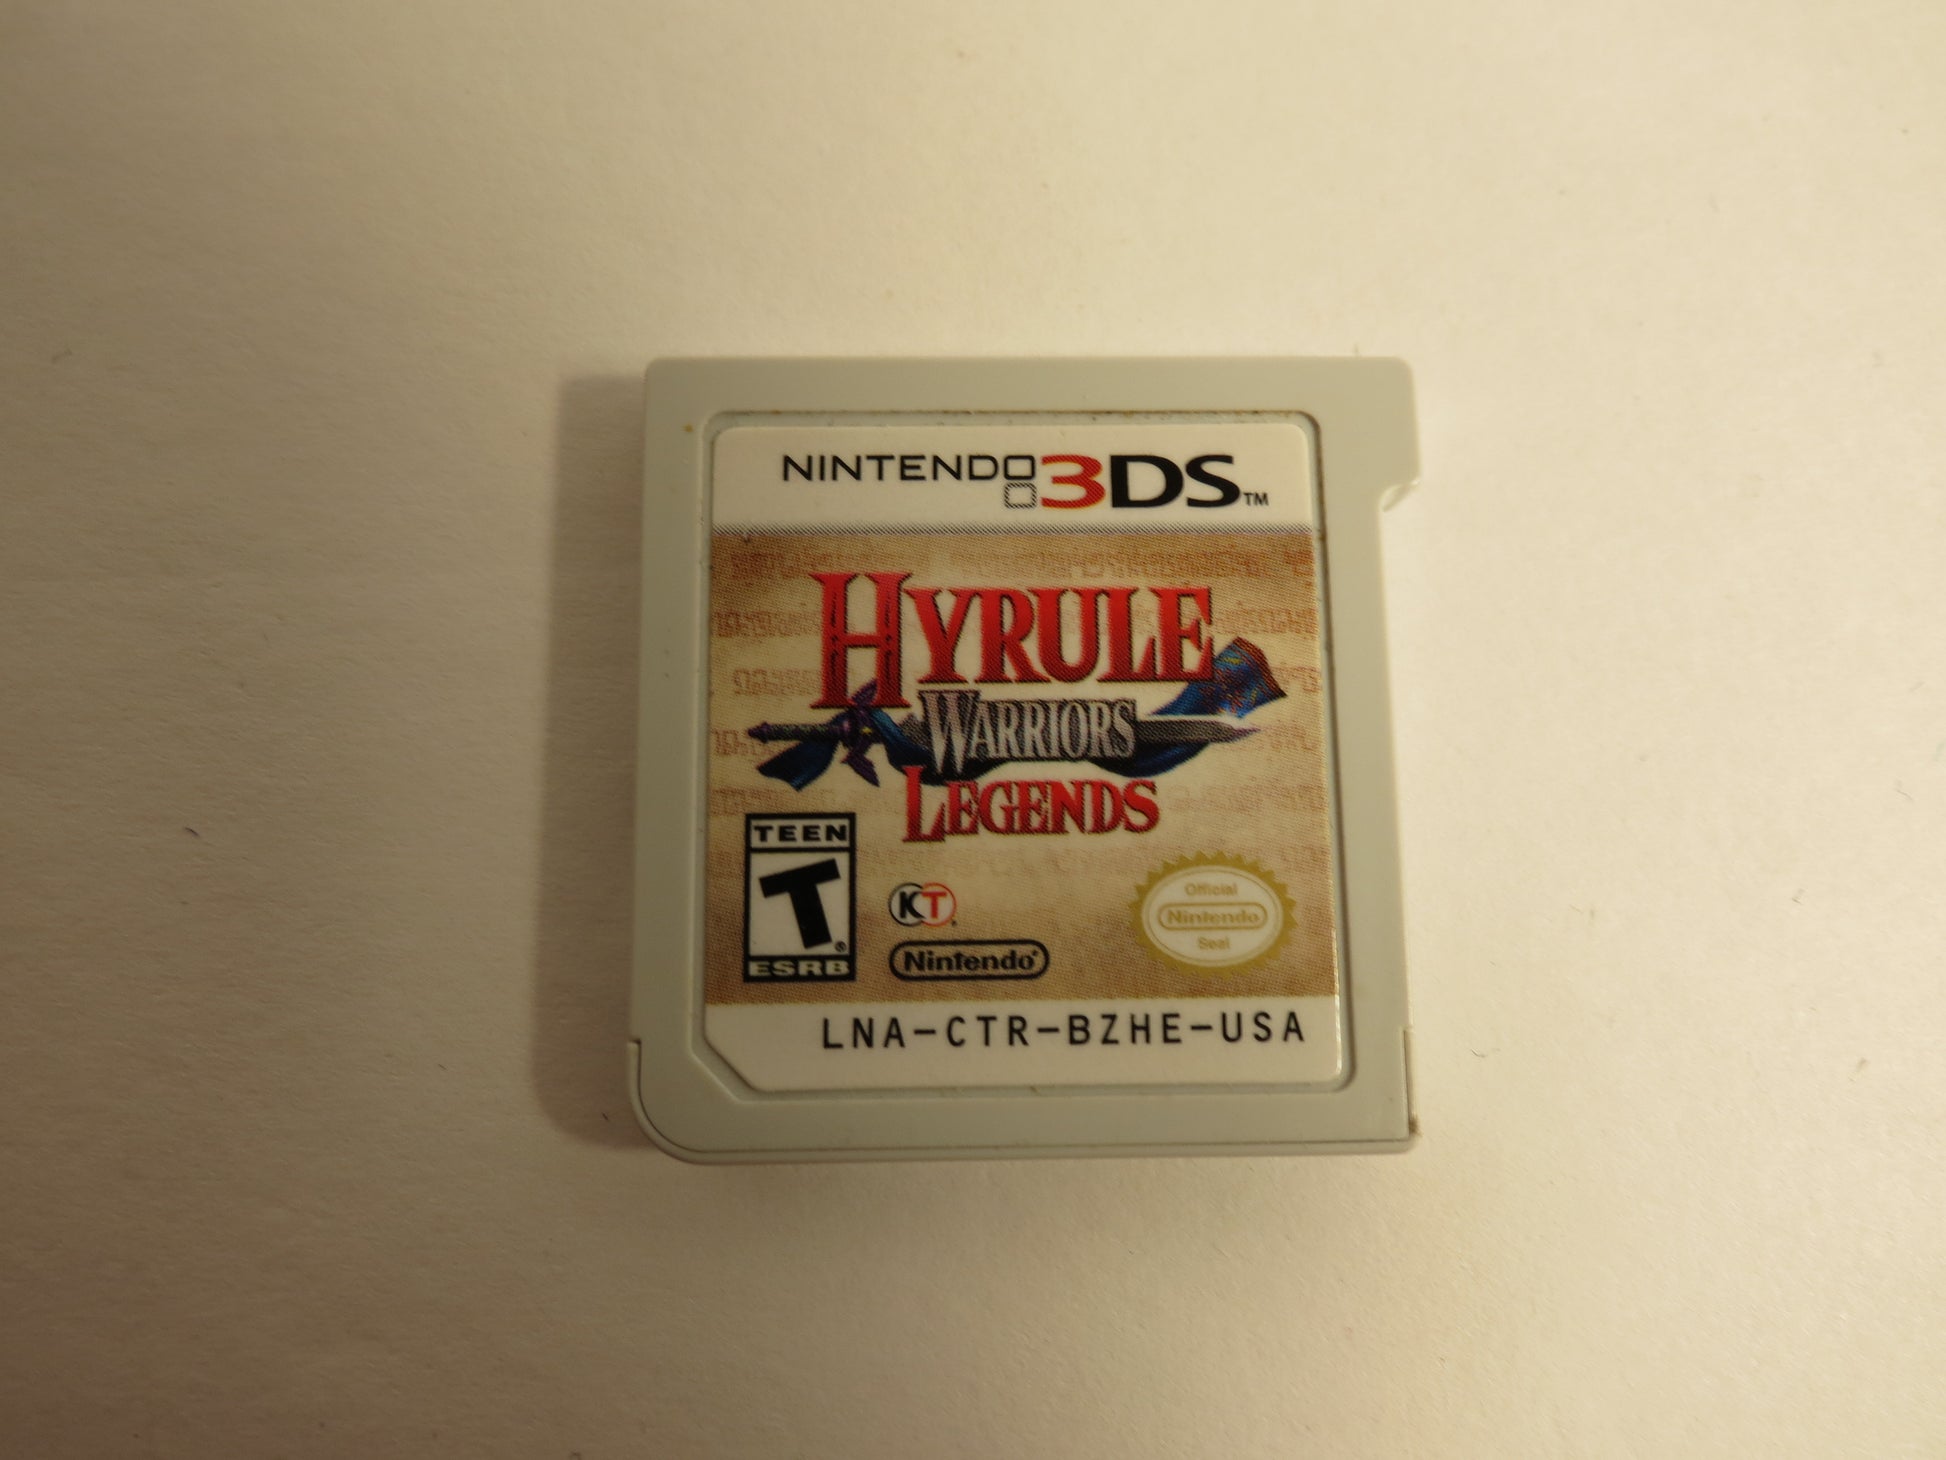 NINTENDO 3DS™
HYRULE
WARRIORS
LEGENDS
TEEN
T®
ESRB
KT
Nintendo®
Official
Nintendo
Seal
LNA-CTR-BZHE-USA